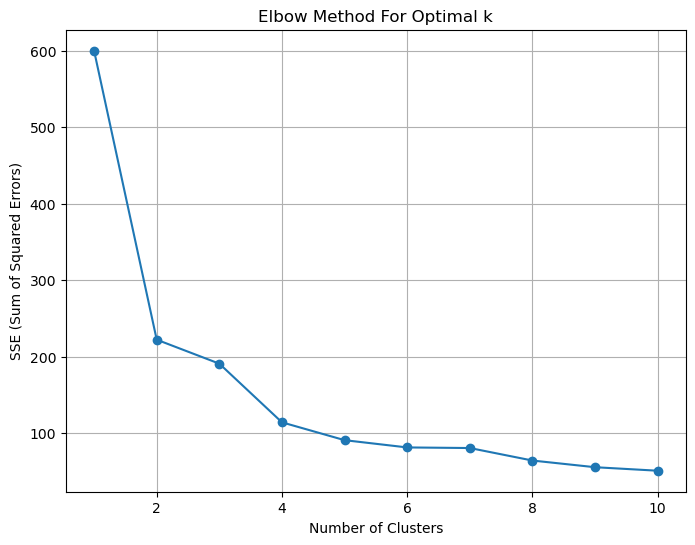 Elbow Method For Optimal k
600
500
400
300
200
100
SSE (Sum of Squared Errors)
2 4 6 8 10
Number of Clusters